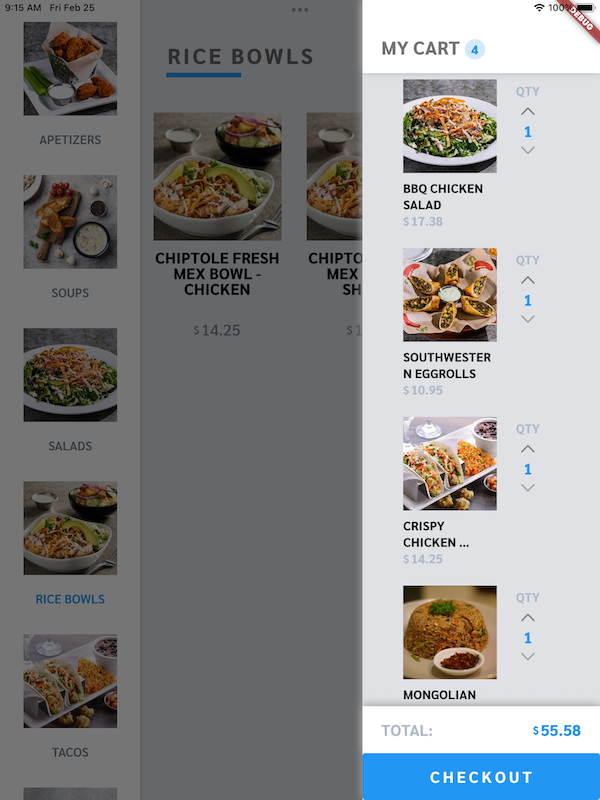 9:15 AM Fri Feb 25
100%
APETIZERS
SOUPS
SALADS
RICE BOWLS
TACOS
RICE BOWLS
CHIPTOLE FRESH
MEX BOWL -
CHICKEN
$14.25
CHIPTO
MEX
SH
$1
MY CART 4
QTY
1
BBQ CHICKEN
SALAD
$17.38
QTY
1
SOUTHWESTER
N EGGROLLS
$10.95
QTY
1
CRISPY
CHICKEN ...
$14.25
QTY
1
MONGOLIAN
TOTAL: $55.58
CHECKOUT